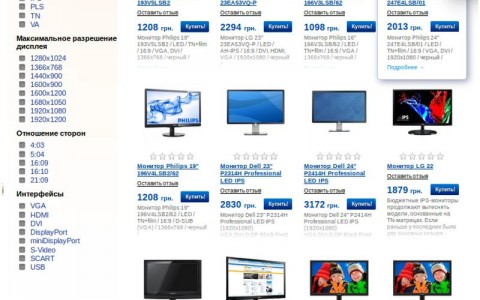 PLS
TN
VA
Максимальное разрешение
дисплея
1280x1024
1366x768
1440x900
1600x900
1600x1200
1680x1050
1920x1080
1920x1200
Отношение сторон
4:03
5:04
16:09
16:10
21:09
Интерфейсы
VGA
HDMI
DVI
DisplayPort
miniDisplayPort
S-Video
SCART
USB
193V5LSB2
Оставить отзыв
1208 грн.
Купить!
Монитор Philips 19"
193V5LSB2 / LED /
TN+film / 16:9 / VGA /
1366x768 / черный
23EA53VQ-P
Оставить отзыв
2294 грн.
Купить!
Монитор LG 23"
23EA53VQ-P / LED /
AH-IPS / 16:9 / DVI, HDMI,
VGA / черный /
166V3LSB/62
Оставить отзыв
1098 грн.
Купить!
TN+film / 16:9 / VGA /
1366x768 / черный /
247E4LSB/01
Оставить отзыв
2013 грн.
Купить!
Монитор Philips 24"
247E4LSB/01 / LED /
TN+film / 16:9 / VGA, DVI /
1920x1080 / черный /
Подробнее →
PHILIPS
Монитор Philips 19"
196V4LSB2/62
Оставить отзыв
1208 грн.
Купить!
Монитор Philips 19"
196V4LSB2/62 / LED /
TN+film / 16:9 / D-SUB
(VGA) / 1366x768 / черный
Монитор Dell 23"
P2314H Professional
LED IPS
Оставить отзыв
2830 грн.
Купить!
Монитор Dell 23" P2314H
Professional LED IPS
(1920x1080)
Монитор Dell 24"
P2414H Professional
LED IPS
Оставить отзыв
3172 грн.
Купить!
Монитор Dell 24" P2414H
Professional LED IPS
(1920x1080)
Монитор LG 22
Оставить отзыв
1879 грн.
Купить!
Бюджетные IPS-мониторы
продолжают вытеснять
модели, основанные на
TN-матрицах. Если
раньше у последних был